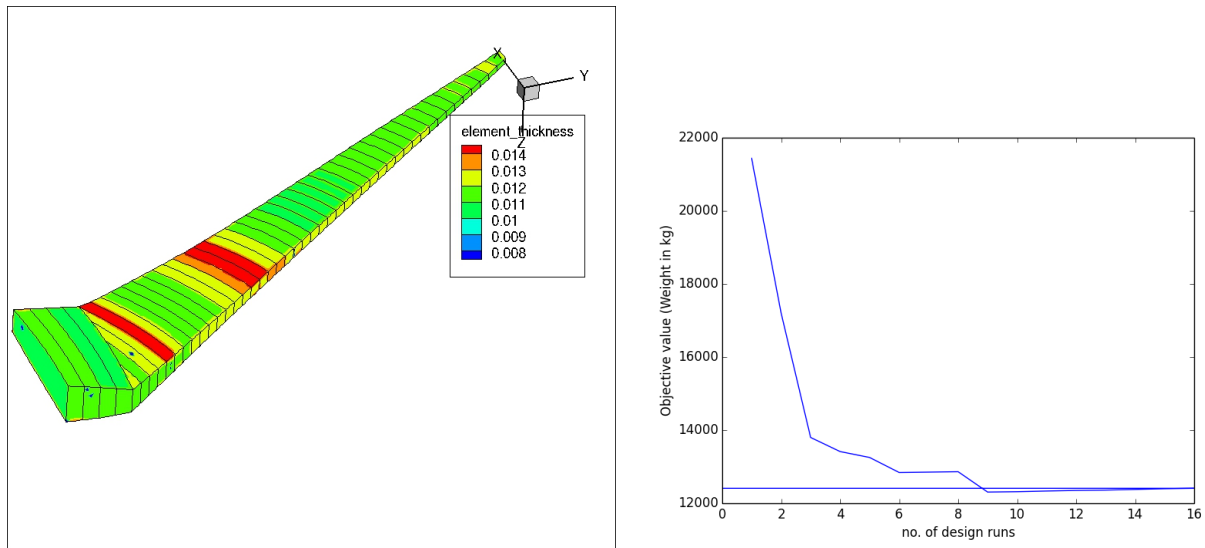 X
Y
Z
element_thickness
0.014
0.013
0.012
0.011
0.01
0.009
0.008
22000
20000
18000
16000
14000
12000
Objective value (Weight in kg)
0 2 4 6 8 10 12 14 16
no. of design runs